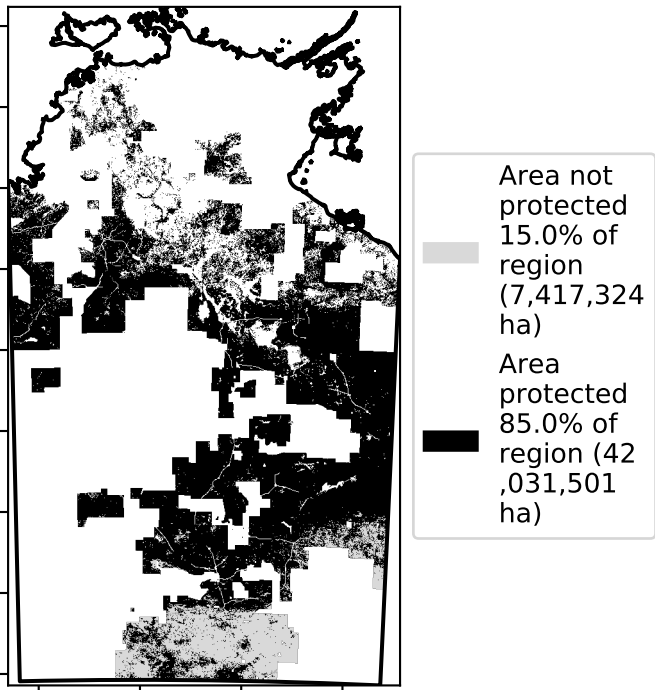 Area not
protected
15.0% of
region
(7,417,324
ha)
Area
protected
85.0% of
region (42
,031,501
ha)